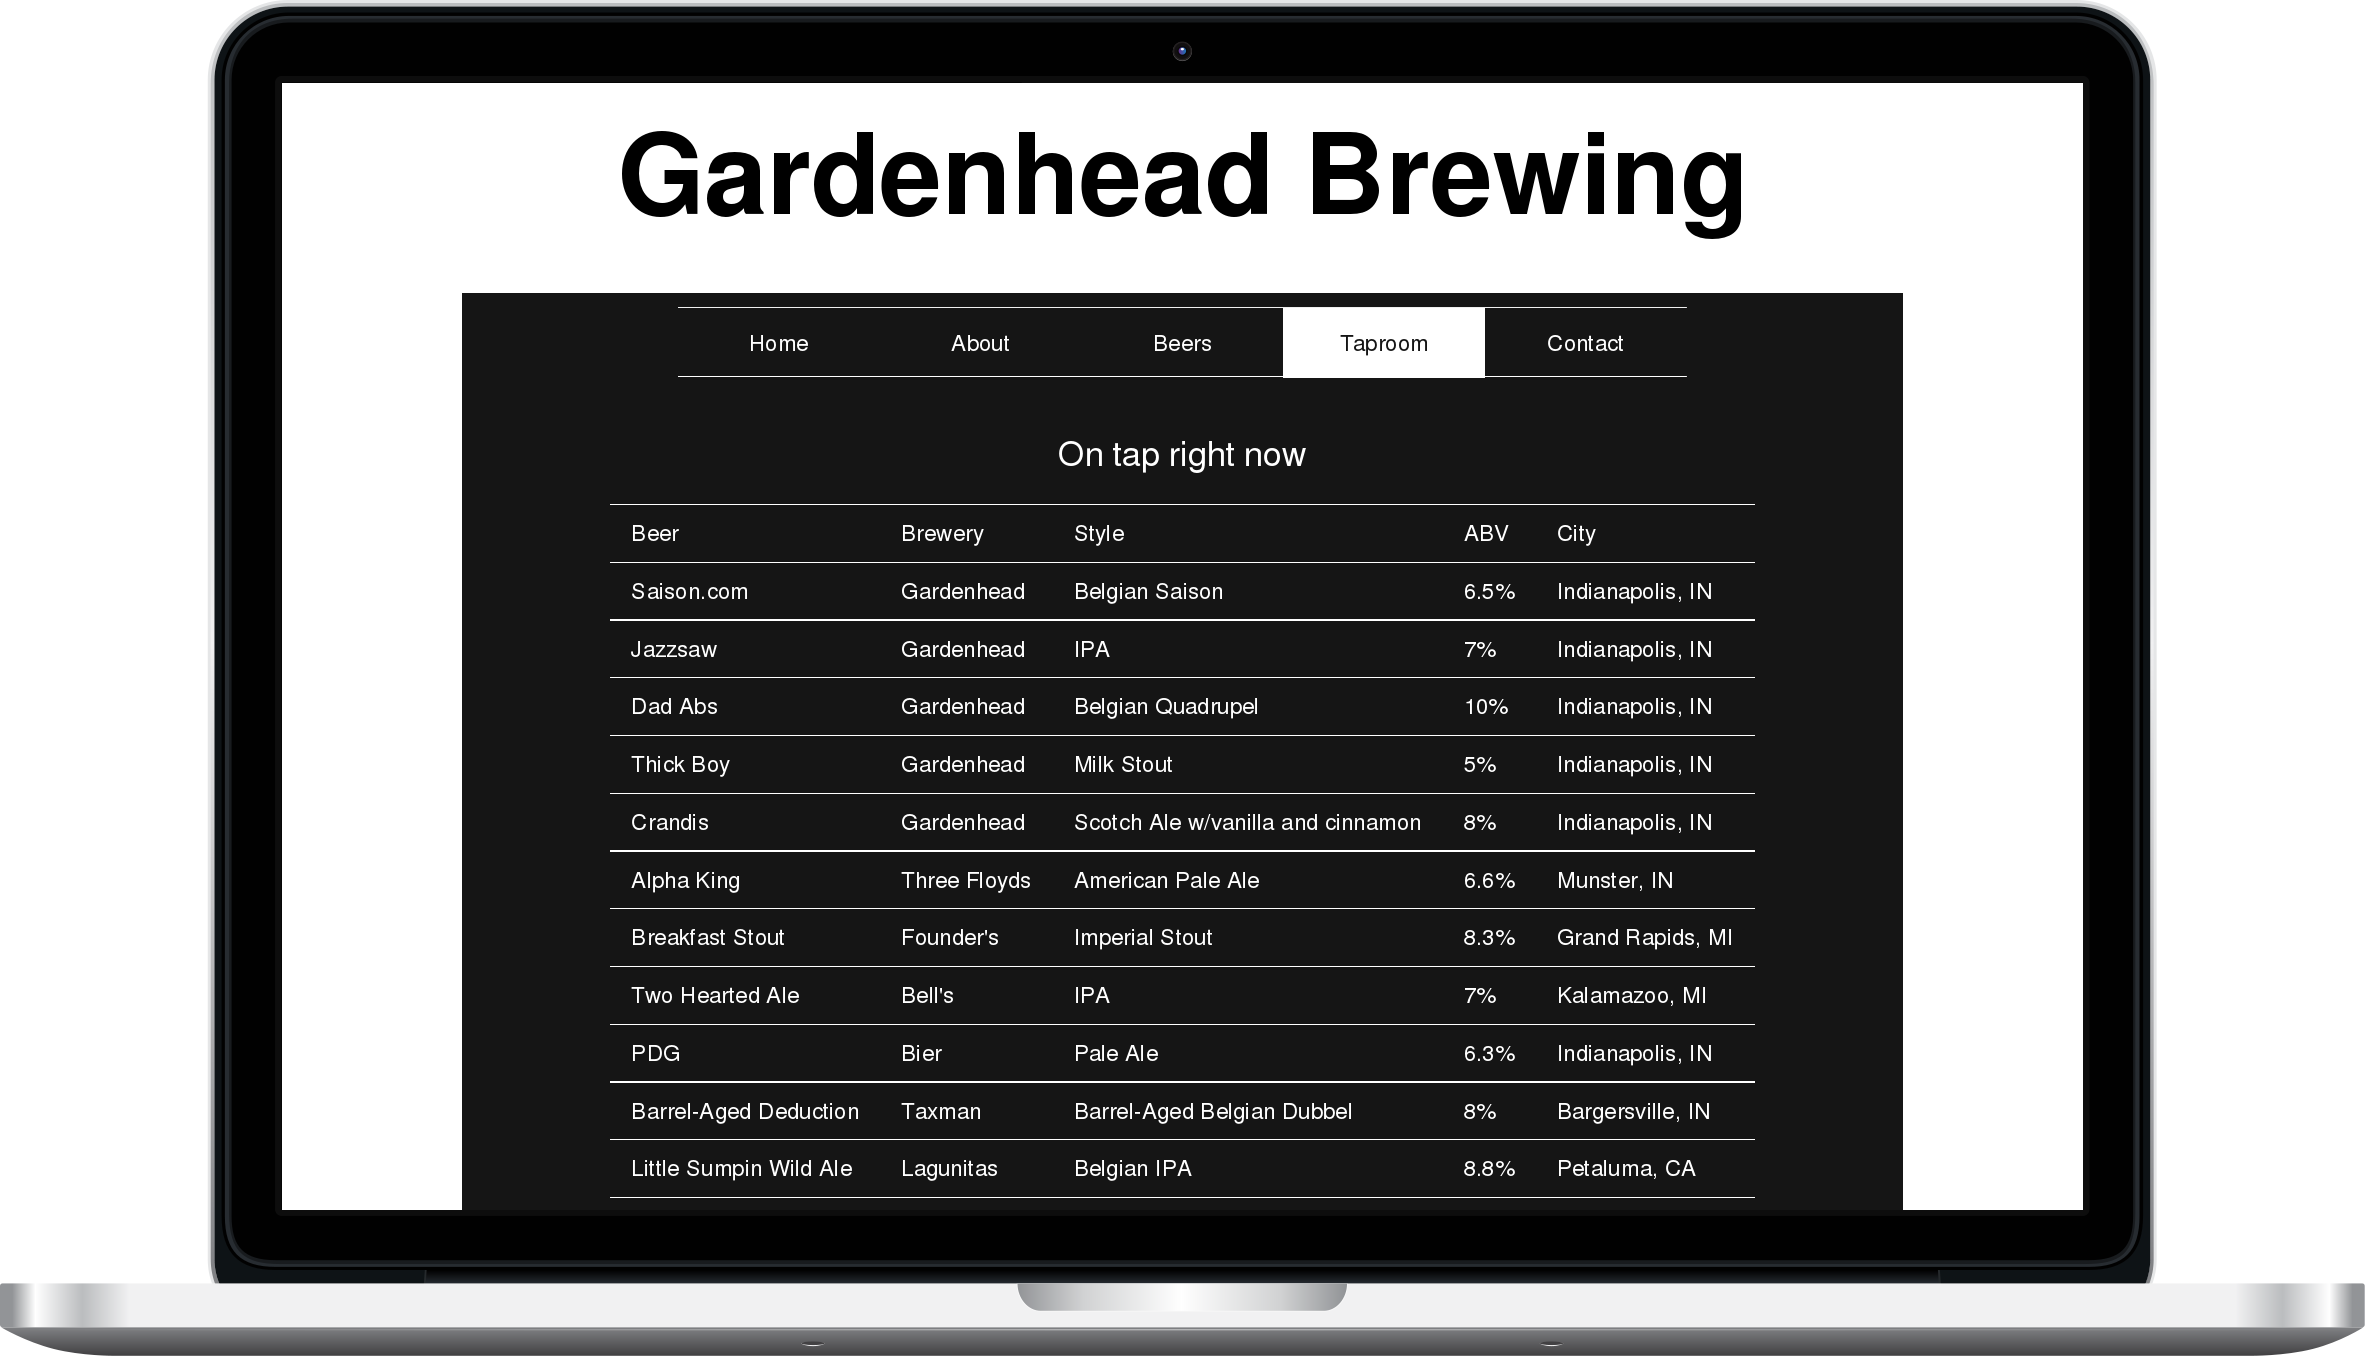 Gardenhead Brewing
Home About Beers Taproom Contact
On tap right now
Beer Brewery Style ABV City
Saison.com Gardenhead Belgian Saison 6.5% Indianapolis, IN
Jazzsaw Gardenhead IPA 7% Indianapolis, IN
Dad Abs Gardenhead Belgian Quadrupel 10% Indianapolis, IN
Thick Boy Gardenhead Milk Stout 5% Indianapolis, IN
Crandis Gardenhead Scotch Ale w/vanilla and cinnamon 8% Indianapolis, IN
Alpha King Three Floyds American Pale Ale 6.6% Munster, IN
Breakfast Stout Founder's Imperial Stout 8.3% Grand Rapids, MI
Two Hearted Ale Bell's IPA 7% Kalamazoo, MI
PDG Bier Pale Ale 6.3% Indianapolis, IN
Barrel-Aged Deduction Taxman Barrel-Aged Belgian Dubbel 8% Bargersville, IN
Little Sumpin Wild Ale Lagunitas Belgian IPA 8.8% Petaluma, CA